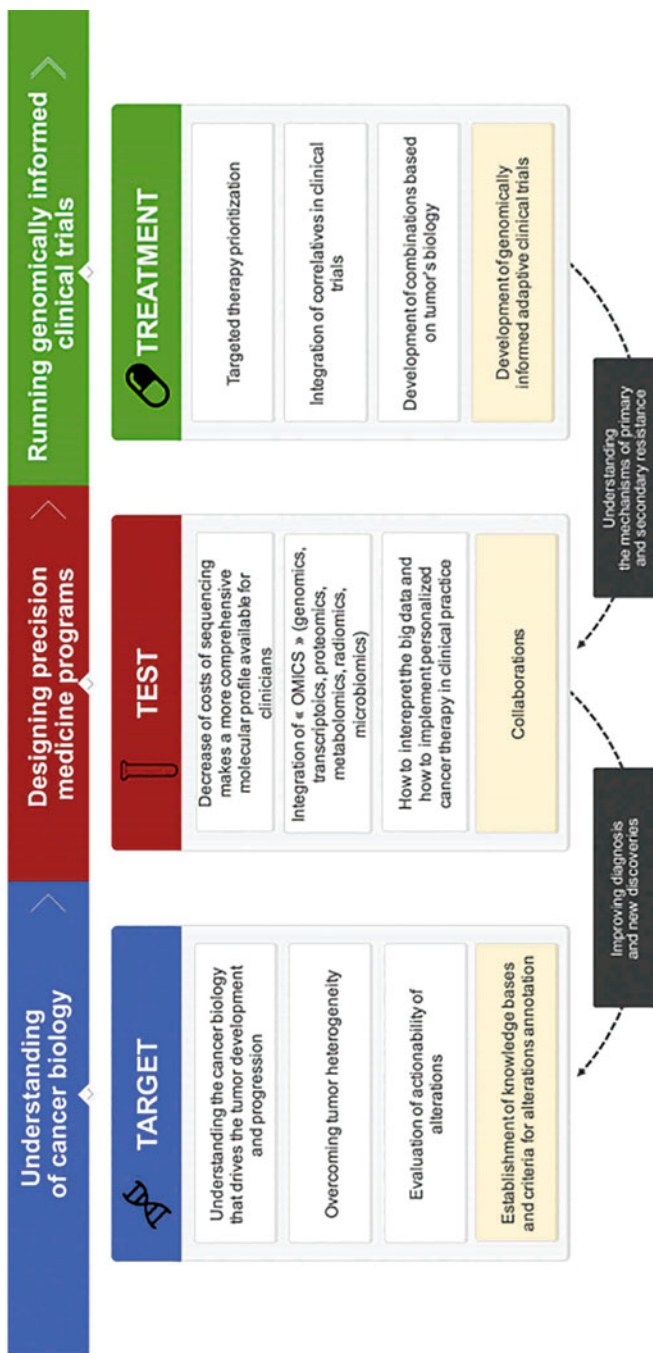 Understanding
of cancer biology
Designing precision
medicine programs
Running genomically informed
clinical trials
TARGET
Understanding the cancer biology
that drives the tumor development
and progression
Overcoming tumor heterogeneity
Evaluation of actionability of
alterations
Establishment of knowledge bases
and criteria for alterations annotation
TEST
Decrease of costs of sequencing
makes a more comprehensive
molecular profile available for
clinicians
Integration of « OMICS » (genomics,
transcriptoics, proteomics,
metabolomics, radiomics,
microbiomics)
How to interepret the big data and
how to implement personalized
cancer therapy in clinical practice
Collaborations
TREATMENT
Targeted therapy prioritization
Integration of correlatives in clinical
trials
Development of combinations based
on tumor's biology
Development of genomically
informed adaptive clinical trials
Improving diagnosis
and new discoveries
Understanding
the mechanisms of primary
and secondary resistance